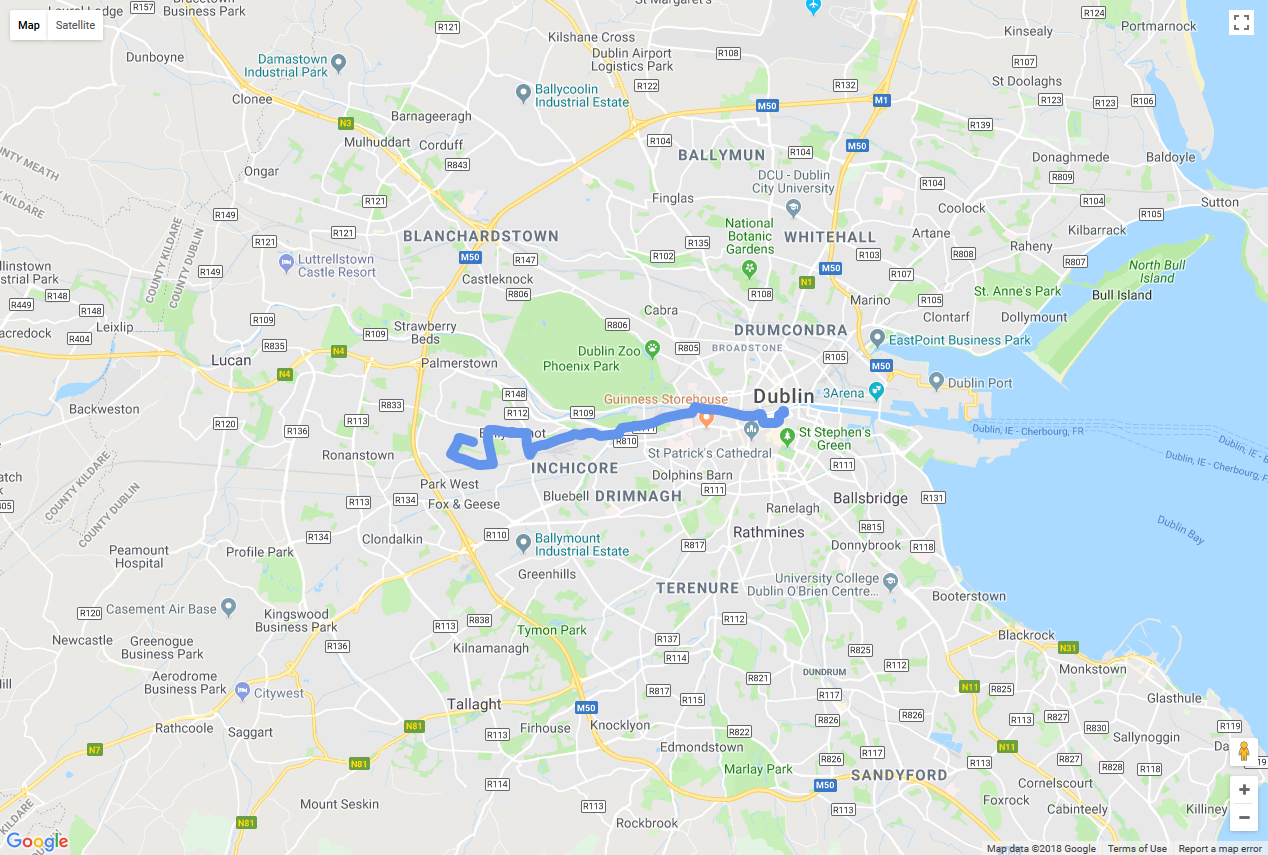 Laurel Lodge
R157
Business Park
St Margaret's
R124
Portmarnock
Map
Satellite
R121
Kilshane Cross
Kinsealy
Dunboyne
Damastown
Industrial Park
Dublin Airport
Logistics Park
R108
R107
St Doolaghs
R122
R132
Clonee
Ballycoolin
Industrial Estate
M50
M1
R123
R123
R106
N3
Barnageeragh
R139
Mulhuddart
Corduff
R104
M50
R843
BALLYMUN
R104
Donaghmede
Baldoyle
COUNTY MEATH
COUNTY KILDARE
Ongar
DCU - Dublin
City University
R104
R809
R121
Finglas
R104
Sutton
R149
Coolock
R105
R121
R121
BLANCHARDSTOWN
R135
National
Botanic
Gardens
WHITEHALL
Artane
Kilbarrack
Raheny
COUNTY KILDARE
COUNTY DUBLIN
M50
R147
R102
R103
R808
R807
Luttrellstown
Castle Resort
R149
Castleknock
M50
R107
North Bull
Island
R148
R449
R148
R806
R108
N1
Marino
R105
St. Anne's Park
Bull Island
Leixlip
R109
Cabra
Clontarf
Dollymount
R404
R835
R109
Strawberry
Beds
R806
DRUMCONDRA
BROADSTONE
EastPoint Business Park
N4
Dublin Zoo
Phoenix Park
R805
R105
Lucan
Palmerstown
M50
N4
R148
Dublin
3Arena
Dublin Port
R833
R112
R109
Guinness Storehouse
R120
R136
R810
St Patrick's Cathedral
St Stephen's
Green
Dublin, IE - Cherbourg, FR
Ronanstown
INCHICORE
R111
Dublin, IE - Cherbourg, FR
Park West
Dolphins Barn
COUNTY KILDARE
COUNTY DUBLIN
R113
R134
Fox & Geese
Bluebell
DRIMNAGH
R111
Ballsbridge
R131
Ranelagh
Dublin Bay
R134
Clondalkin
R110
Ballymount
Industrial Estate
Rathmines
R815
Profile Park
R817
Donnybrook
R118
Peamount
Hospital
Greenhills
TERENURE
University College
Dublin O'Brien Centre...
Booterstown
R120
Casement Air Base
Kingswood
Business Park
R113
R838
Tymon Park
R112
Blackrock
Newcastle
Greenogue
Business Park
R136
Kilnamanagh
R137
R114
R825
R112
N31
Monkstown
Aerodrome
Business Park
Citywest
DUNDRUM
R821
R817
R115
R117
N11
R825
Glasthule
Tallaght
M50
R826
R826
R113
R827
R830
R119
Rathcoole
Saggart
N81
R113
Firhouse
Knocklyon
R822
Sallynoggin
N7
N81
Edmondstown
R826
R117
N11
R113
R827
R828
R118
Marlay Park
SANDYFORD
R114
M50
Cornelscourt
Foxrock
Cabinteely
Killiney
Mount Seskin
R113
R113
N81
Rockbrook
Google
Map data ©2018 Google
Terms of Use
Report a map error